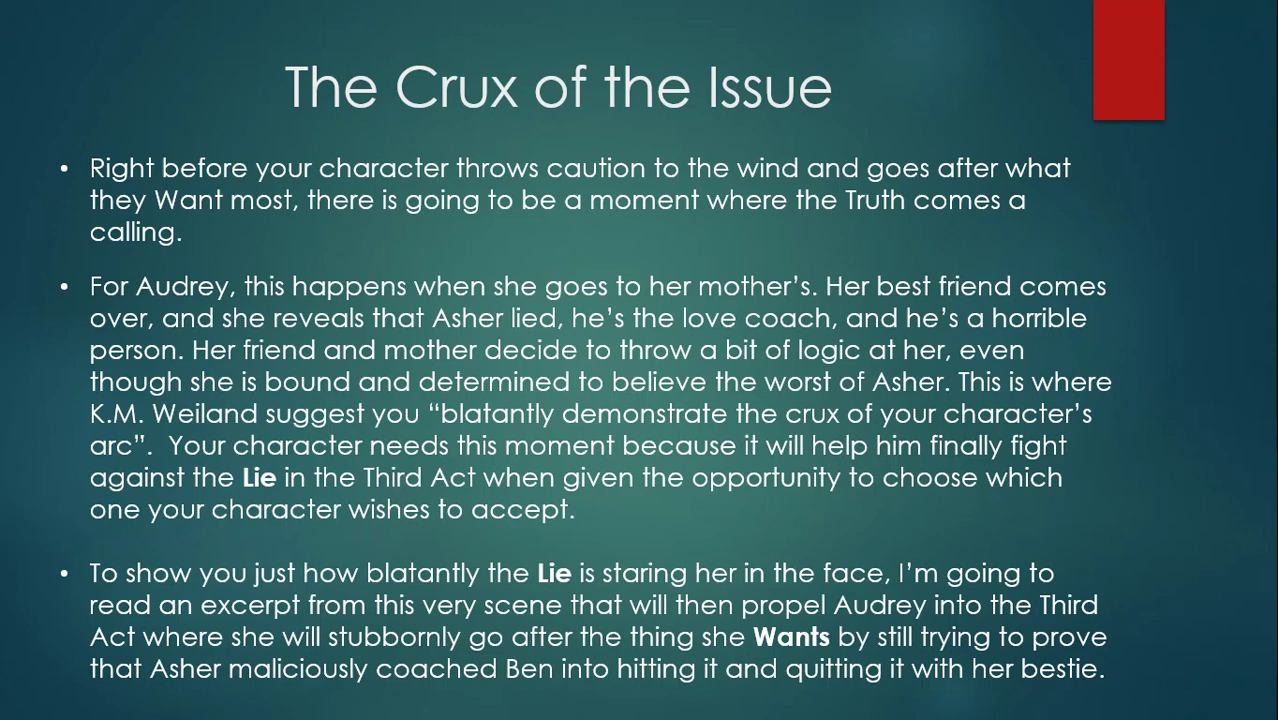 The Crux of the Issue
• Right before your character throws caution to the wind and goes after what
they Want most, there is going to be a moment where the Truth comes a
calling.
• For Audrey, this happens when she goes to her mother’s. Her best friend comes
over, and she reveals that Asher lied, he’s the love coach, and he’s a horrible
person. Her friend and mother decide to throw a bit of logic at her, even
though she is bound and determined to believe the worst of Asher. This is where
K.M. Weiland suggest you “blatantly demonstrate the crux of your character’s
arc”.  Your character needs this moment because it will help him finally fight
against the Lie in the Third Act when given the opportunity to choose which
one your character wishes to accept.
• To show you just how blatantly the Lie is staring her in the face, I’m going to
read an excerpt from this very scene that will then propel Audrey into the Third
Act where she will stubbornly go after the thing she Wants by still trying to prove
that Asher maliciously coached Ben into hitting it and quitting it with her bestie.